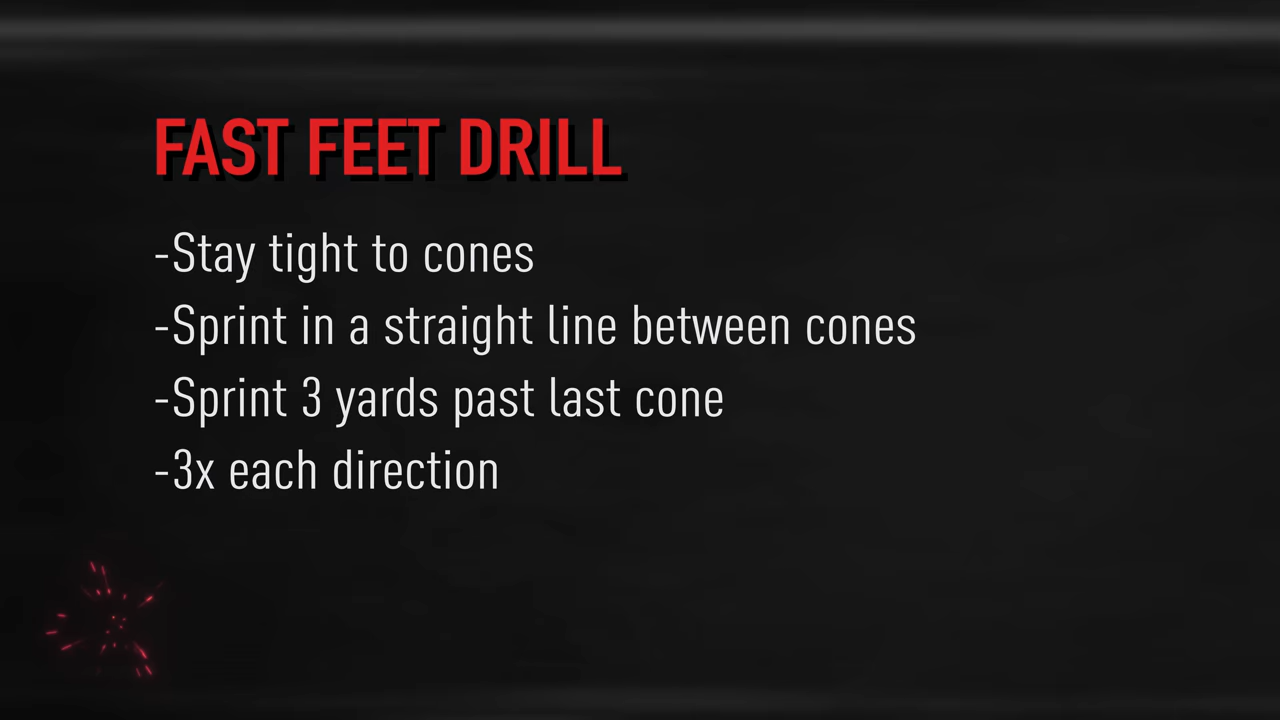 FAST FEET DRILL
-Stay tight to cones
-Sprint in a straight line between cones
-Sprint 3 yards past last cone
-3x each direction